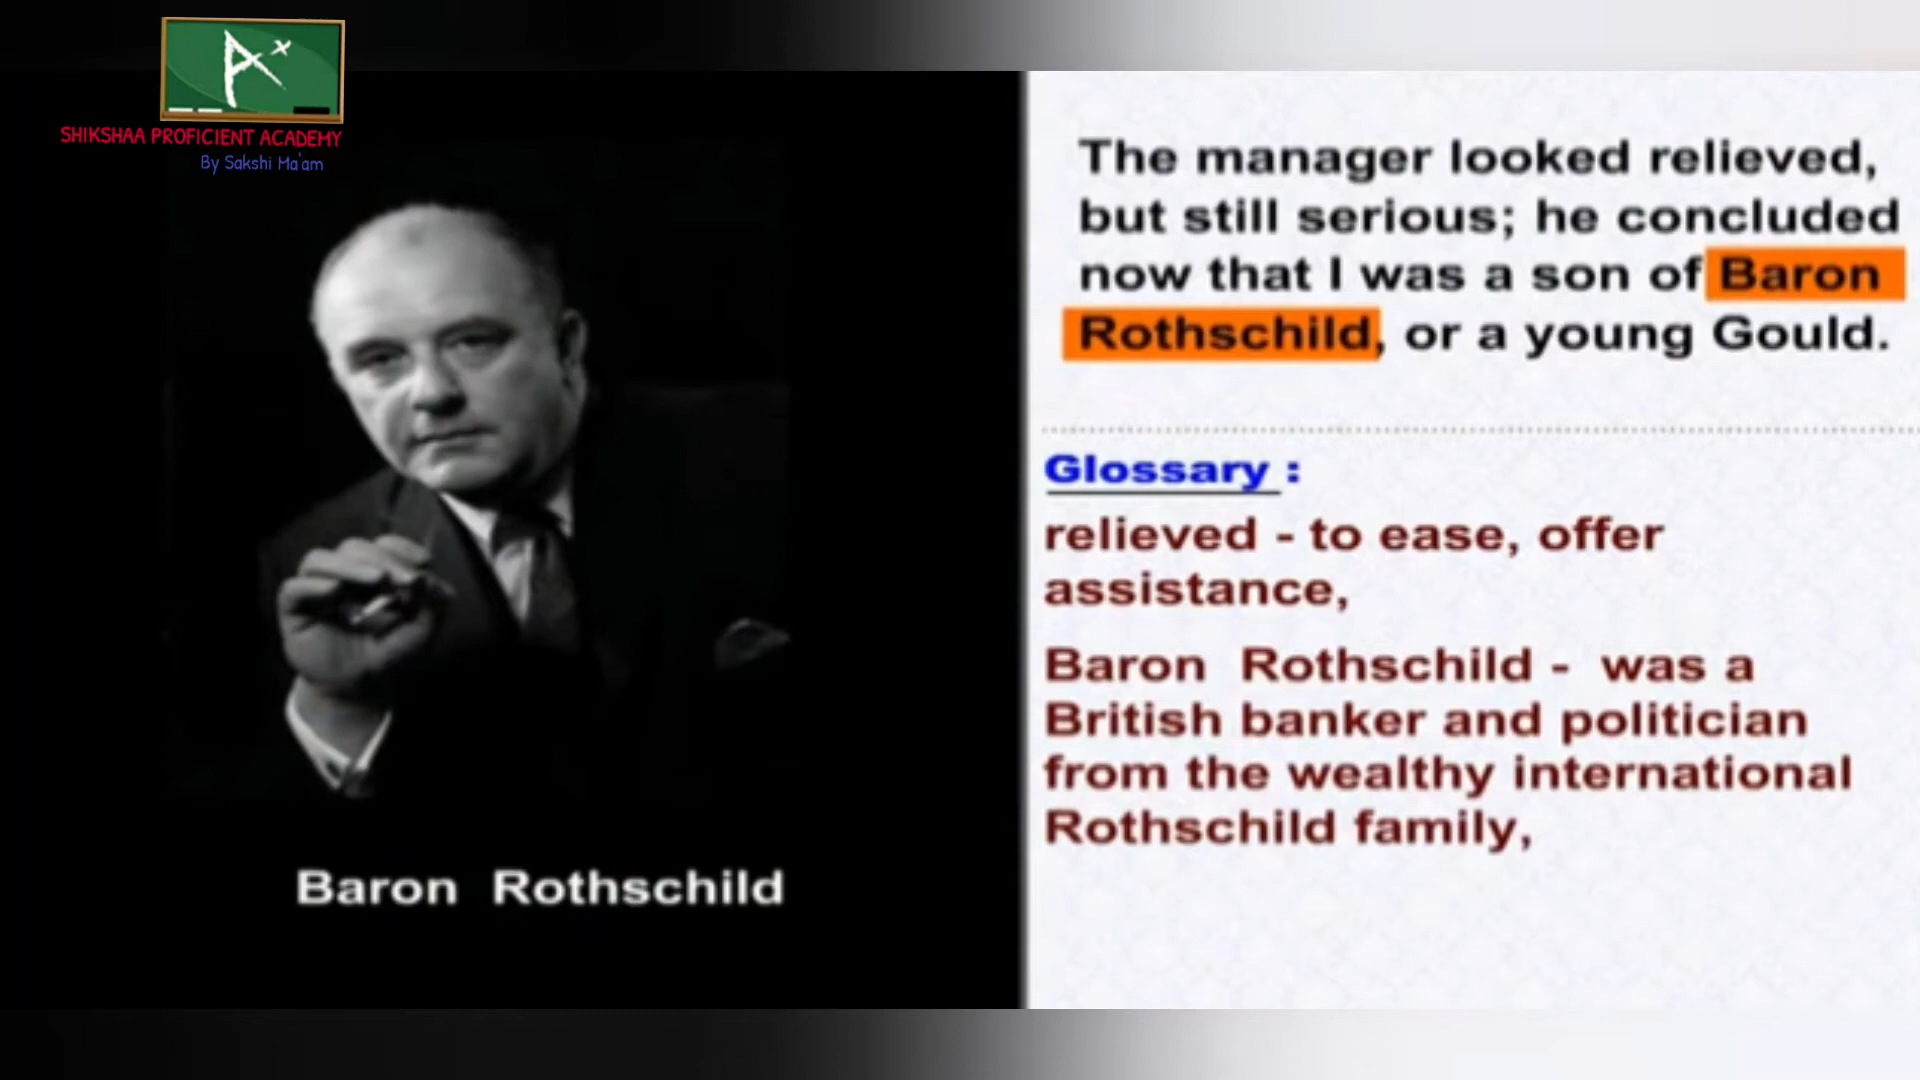 A+
SHIKSHAA PROFICIENT ACADEMY
By Sakshi Ma'am
Baron Rothschild
The manager looked relieved,
but still serious; he concluded
now that I was a son of Baron
Rothschild, or a young Gould.
Glossary :
relieved - to ease, offer
assistance,
Baron Rothschild - was a
British banker and politician
from the wealthy international
Rothschild family,